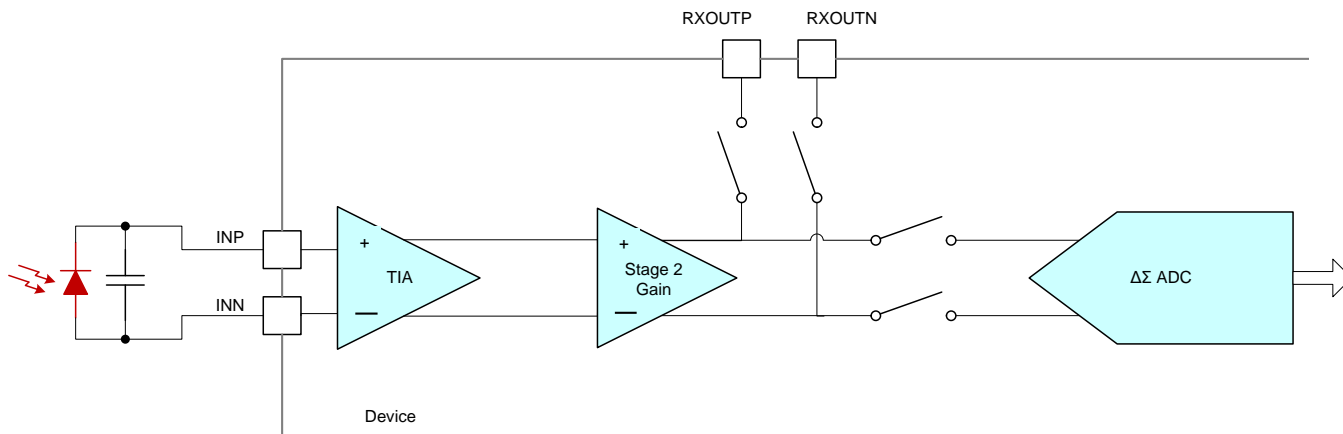 RXOUTP
RXOUTN
INP
INN
+
TIA
—
+
Stage 2
Gain
—
ΔΣ ADC
Device